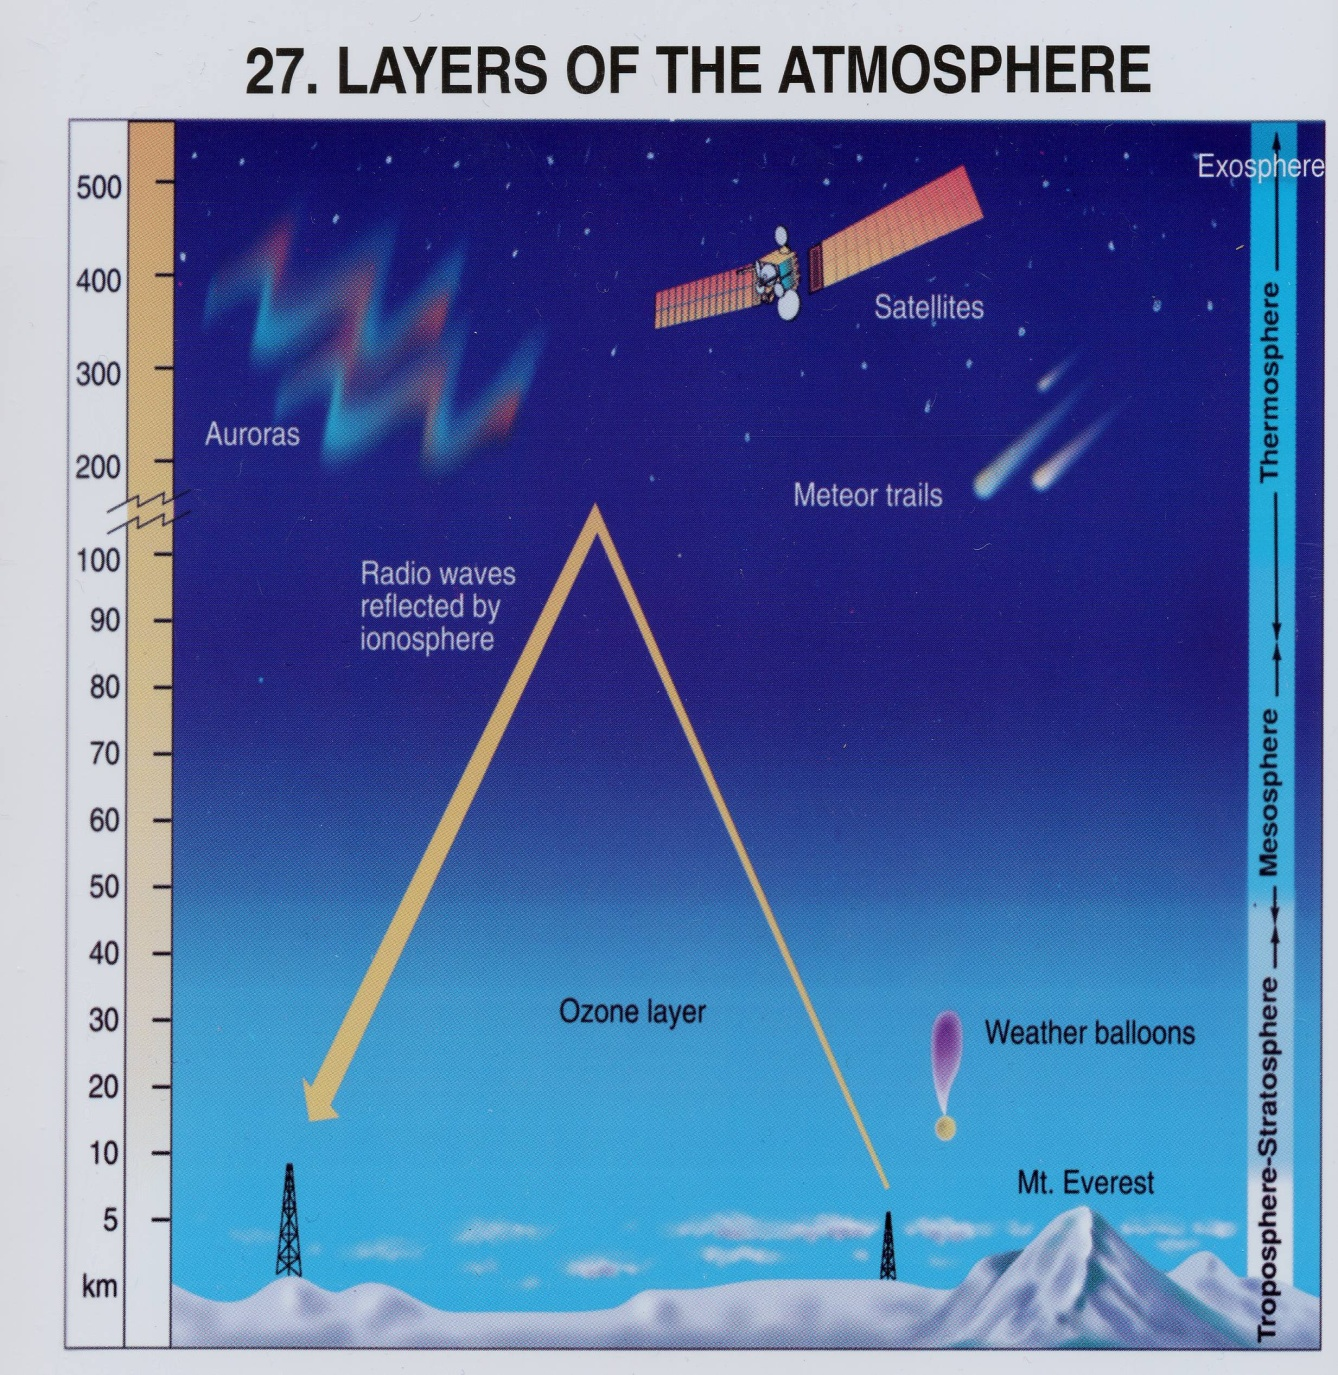 27. LAYERS OF THE ATMOSPHERE
Exosphere
500
400
Satellites
300
Thermosphere
Auroras
200
Meteor trails
100
Radio waves
reflected by
ionosphere
90
80
70
60
Mesosphere
50
40
Ozone layer
30
Weather balloons
20
10
Mt. Everest
5
Troposphere-Stratosphere
km